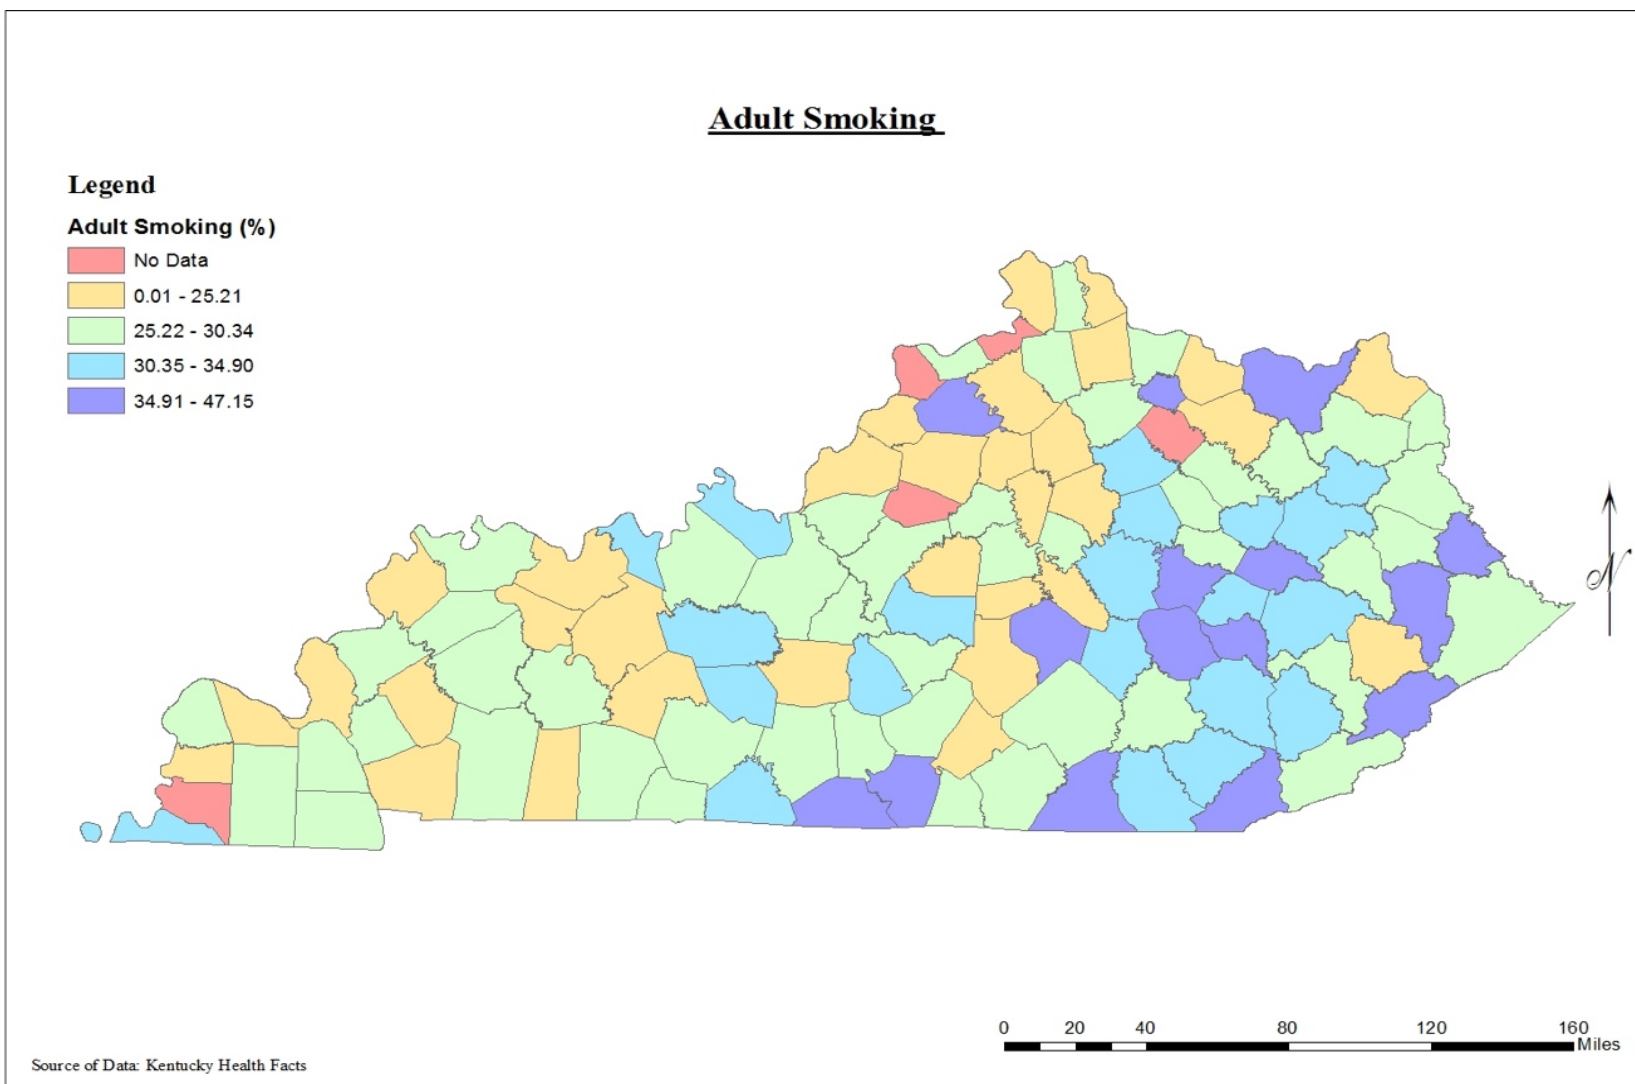 Adult Smoking
Legend
Adult Smoking (%)
No Data
0.01 - 25.21
25.22 - 30.34
30.35 - 34.90
34.91 - 47.15
N
0 20 40 80 120 160
Miles
Source of Data: Kentucky Health Facts